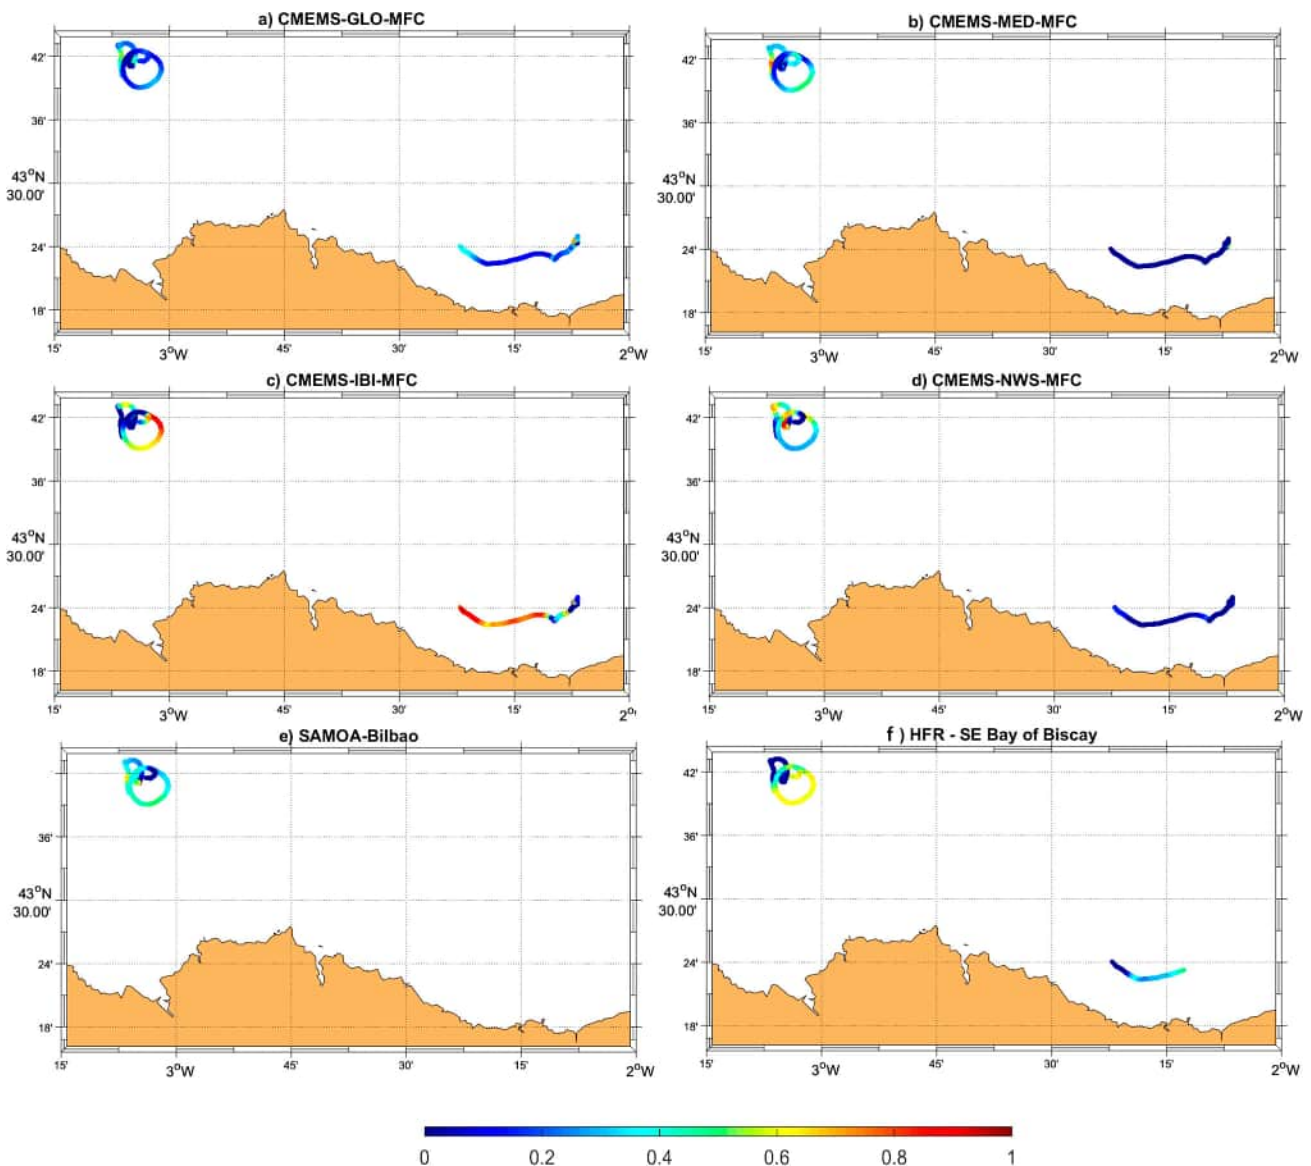 a) CMEMS-GLO-MFC
42'
36'
43°N
30.00'
24'
18'
15' 3°W 45' 30' 15' 2°W
b) CMEMS-MED-MFC
42'
36'
43°N
30.00'
24'
18'
15' 3°W 45' 30' 15' 2°W
c) CMEMS-IBI-MFC
42'
36'
43°N
30.00'
24'
18'
15' 3°W 45' 30' 15' 2°W
d) CMEMS-NWS-MFC
42'
36'
43°N
30.00'
24'
18'
15' 3°W 45' 30' 15' 2°W
e) SAMOA-Bilbao
36'
43°N
30.00'
24'
18'
15' 3°W 45' 30' 15' 2°W
f ) HFR - SE Bay of Biscay
42'
36'
43°N
30.00'
24'
18'
15' 3°W 45' 30' 15' 2°W
0 0.2 0.4 0.6 0.8 1